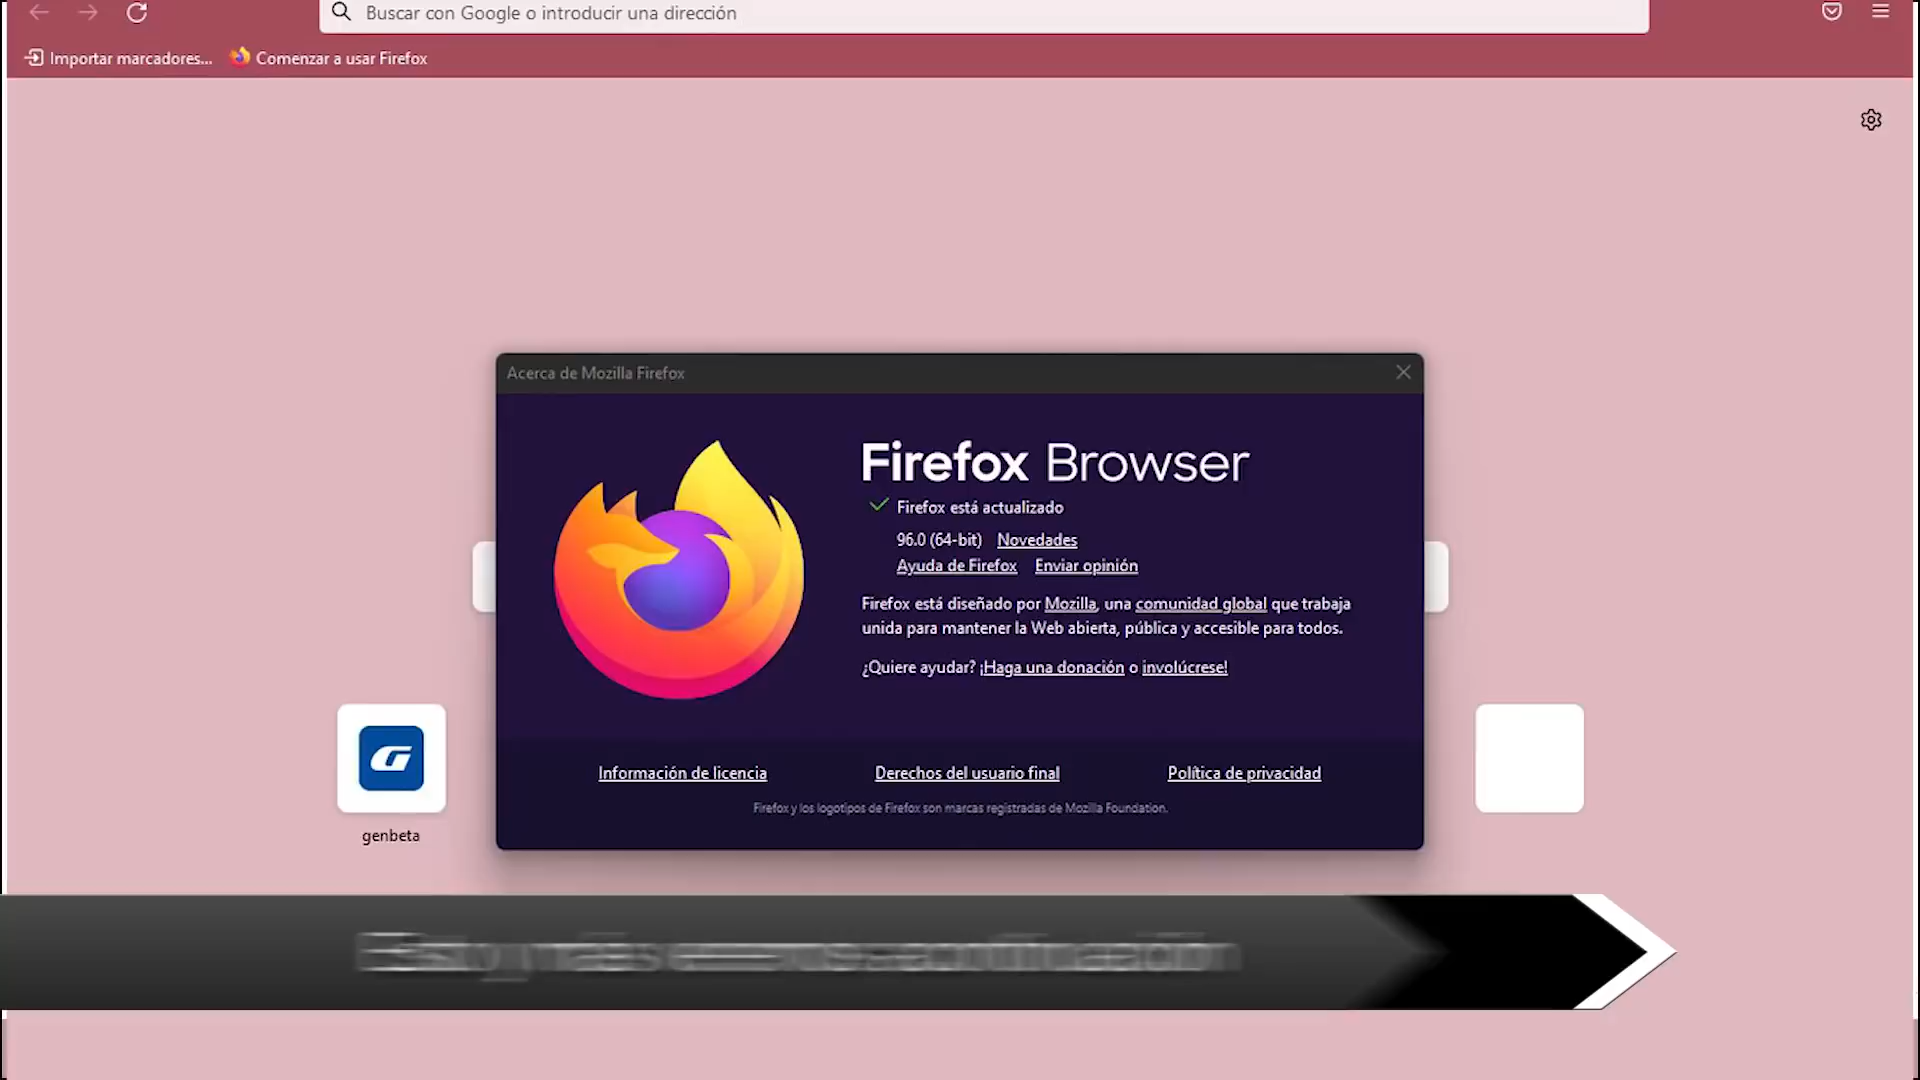 Buscar con Google o introducir una dirección
Importar marcadores...
Comenzar a usar Firefox
Acerca de Mozilla Firefox
Firefox Browser
Firefox está actualizado
96.0 (64-bit) Novedades
Ayuda de Firefox Enviar opinión
Firefox está diseñado por Mozilla, una comunidad global que trabaja
unida para mantener la Web abierta, pública y accesible para todos.
¿Quiere ayudar? ¡Haga una donación o involúcrese!
Información de licencia
Derechos del usuario final
Política de privacidad
Firefox y los logotipos de Firefox son marcas registradas de Mozilla Foundation.
G
genbeta